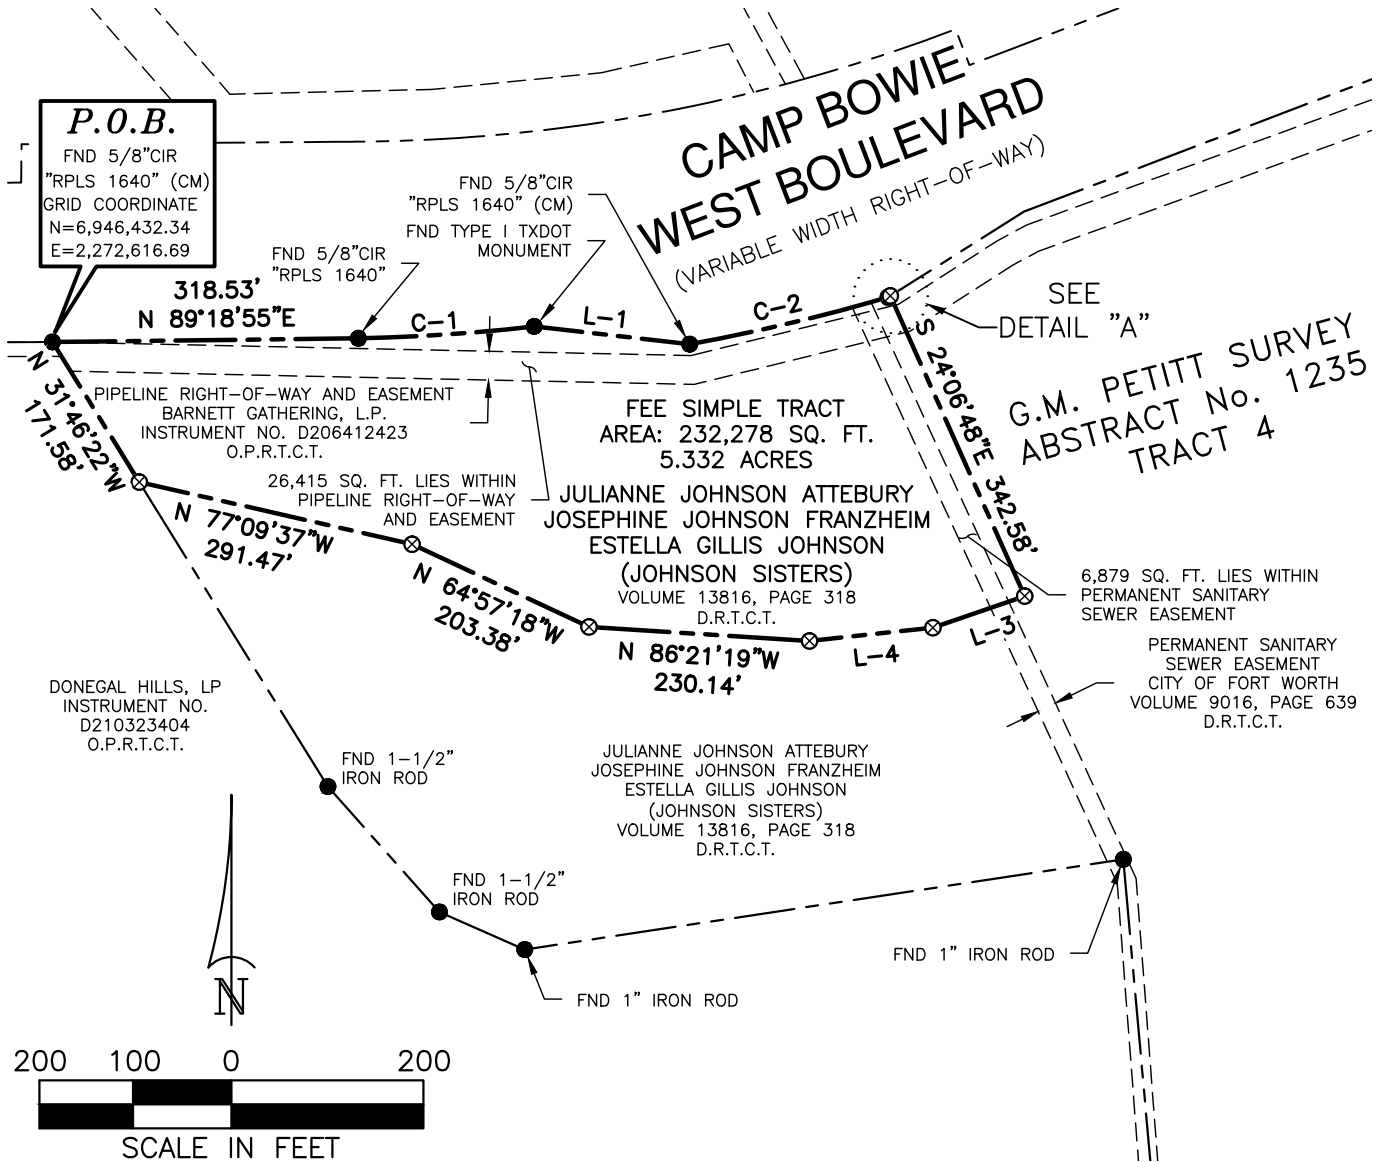 P.O.B.
FND 5/8"CIR
"RPLS 1640" (CM)
GRID COORDINATE
N=6,946,432.34
E=2,272,616.69
CAMP BOWIE
WEST BOULEVARD
(VARIABLE WIDTH RIGHT-OF-WAY)
FND 5/8"CIR
"RPLS 1640" (CM)
FND TYPE I TXDOT
MONUMENT
FND 5/8"CIR
"RPLS 1640"
318.53'
N 89°18'55"E
C-1
L-1
C-2
SEE
DETAIL "A"
G.M. PETITT SURVEY
ABSTRACT No. 1235
TRACT 4
S 24°06'48"E 342.58'
N 31°46'22"W
171.58'
PIPELINE RIGHT-OF-WAY AND EASEMENT
BARNETT GATHERING, L.P.
INSTRUMENT NO. D206412423
O.P.R.T.C.T.
26,415 SQ. FT. LIES WITHIN
PIPELINE RIGHT-OF-WAY
AND EASEMENT
FEE SIMPLE TRACT
AREA: 232,278 SQ. FT.
5.332 ACRES
JULIANNE JOHNSON ATTEBURY
JOSEPHINE JOHNSON FRANZHEIM
ESTELLA GILLIS JOHNSON
(JOHNSON SISTERS)
VOLUME 13816, PAGE 318
D.R.T.C.T.
N 77°09'37"W
291.47'
N 64°57'18"W
203.38'
N 86°21'19"W
230.14'
L-4
L-3
6,879 SQ. FT. LIES WITHIN
PERMANENT SANITARY
SEWER EASEMENT
PERMANENT SANITARY
SEWER EASEMENT
CITY OF FORT WORTH
VOLUME 9016, PAGE 639
D.R.T.C.T.
DONEGAL HILLS, LP
INSTRUMENT NO.
D210323404
O.P.R.T.C.T.
FND 1-1/2"
IRON ROD
JULIANNE JOHNSON ATTEBURY
JOSEPHINE JOHNSON FRANZHEIM
ESTELLA GILLIS JOHNSON
(JOHNSON SISTERS)
VOLUME 13816, PAGE 318
D.R.T.C.T.
FND 1-1/2"
IRON ROD
FND 1" IRON ROD
FND 1" IRON ROD
N
200 100 0 200
SCALE IN FEET